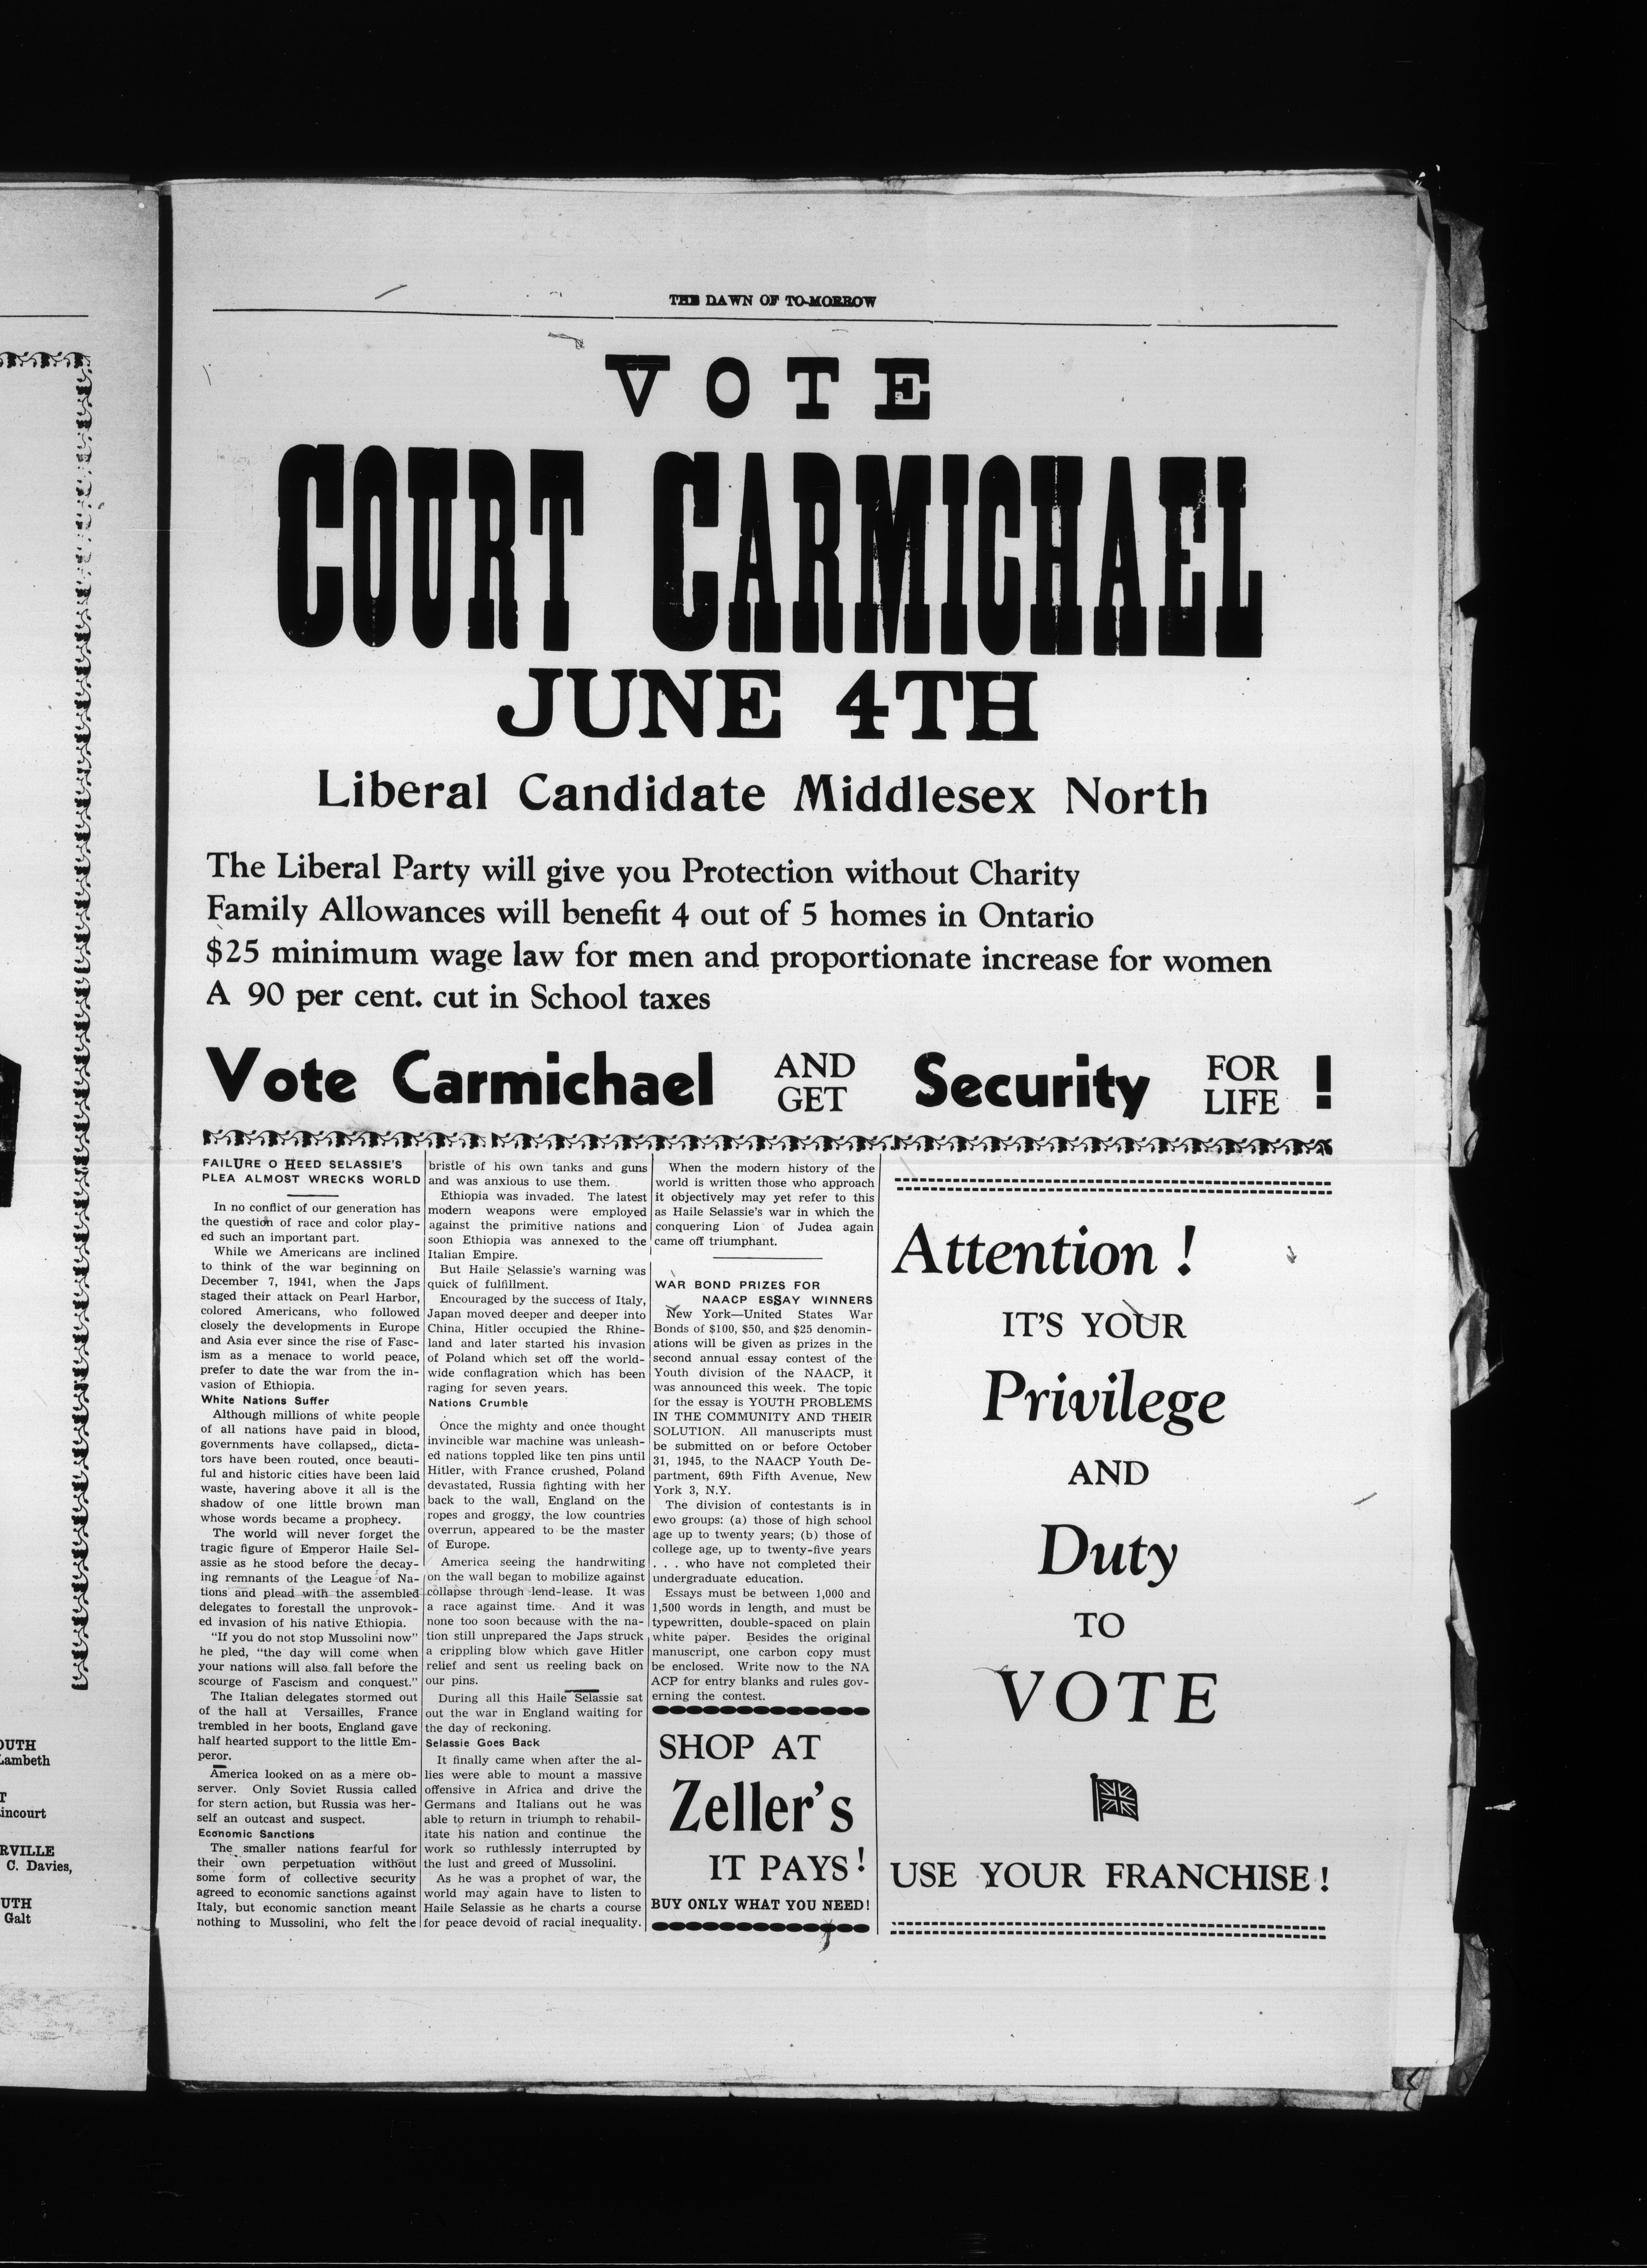 THE DAWN OF TO-MORROW
VOTE
COURT CARMICHAEL
JUNE 4TH
Liberal Candidate Middlesex North
The Liberal Party will give you Protection without Charity
Family Allowances will benefit 4 out of 5 homes in Ontario
$25 minimum wage law for men and proportionate increase for women
A 90 per cent. cut in School taxes
Vote Carmichael AND GET Security FOR LIFE !
FAILURE O HEED SELASSIE'S
PLEA ALMOST WRECKS WORLD
In no conflict of our generation has
the question of race and color play-
ed such an important part.
While we Americans are inclined
to think of the war beginning on
December 7, 1941, when the Japs
staged their attack on Pearl Harbor,
colored Americans, who followed
closely the developments in Europe
and Asia ever since the rise of Fasc-
ism as a menace to world peace,
prefer to date the war from the in-
vasion of Ethiopia.
White Nations Suffer
Although millions of white people
of all nations have paid in blood,
governments have collapsed,, dicta-
tors have been routed, once beauti-
ful and historic cities have been laid
waste, havering above it all is the
shadow of one little brown man
whose words became a prophecy.
The world will never forget the
tragic figure of Emperor Haile Sel-
assie as he stood before the decay-
ing remnants of the League of Na-
tions and plead with the assembled
delegates to forestall the unprovok-
ed invasion of his native Ethiopia.
"If you do not stop Mussolini now"
he pled, "the day will come when
your nations will also fall before the
scourge of Fascism and conquest."
The Italian delegates stormed out
of the hall at Versailles, France
trembled in her boots, England gave
half hearted support to the little Em-
peror.
America looked on as a mere ob-
server. Only Soviet Russia called
for stern action, but Russia was her-
self an outcast and suspect.
Economic Sanctions
The smaller nations fearful for
their own perpetuation without
some form of collective security
agreed to economic sanctions against
Italy, but economic sanction meant
nothing to Mussolini, who felt the
bristle of his own tanks and guns
and was anxious to use them.
Ethiopia was invaded. The latest
modern weapons were employed
against the primitive nations and
soon Ethiopia was annexed to the
Italian Empire.
But Haile Selassie's warning was
quick of fulfillment.
Encouraged by the success of Italy,
Japan moved deeper and deeper into
China, Hitler occupied the Rhine-
land and later started his invasion
of Poland which set off the world-
wide conflagration which has been
raging for seven years.
Nations Crumble
Once the mighty and once thought
invincible war machine was unleash-
ed nations toppled like ten pins until
Hitler, with France crushed, Poland
devastated, Russia fighting with her
back to the wall, England on the
ropes and groggy, the low countries
overrun, appeared to be the master
of Europe.
America seeing the handrwiting
on the wall began to mobilize against
collapse through lend-lease. It was
a race against time. And it was
none too soon because with the na-
tion still unprepared the Japs struck
a crippling blow which gave Hitler
relief and sent us reeling back on
our pins.
During all this Haile Selassie sat
out the war in England waiting for
the day of reckoning.
Selassie Goes Back
It finally came when after the al-
lies were able to mount a massive
offensive in Africa and drive the
Germans and Italians out he was
able to return in triumph to rehabil-
itate his nation and continue the
work so ruthlessly interrupted by
the lust and greed of Mussolini.
As he was a prophet of war, the
world may again have to listen to
Haile Selassie as he charts a course
for peace devoid of racial inequality.
When the modern history of the
world is written those who approach
it objectively may yet refer to this
as Haile Selassie's war in which the
conquering Lion of Judea again
came off triumphant.
WAR BOND PRIZES FOR
NAACP ESSAY WINNERS
New York—United States War
Bonds of $100, $50, and $25 denomin-
ations will be given as prizes in the
second annual essay contest of the
Youth division of the NAACP, it
was announced this week. The topic
for the essay is YOUTH PROBLEMS
IN THE COMMUNITY AND THEIR
SOLUTION. All manuscripts must
be submitted on or before October
31, 1945, to the NAACP Youth De-
partment, 69th Fifth Avenue, New
York 3, N.Y.
The division of contestants is in
ewo groups: (a) those of high school
age up to twenty years; (b) those of
college age, up to twenty-five years
. . . who have not completed their
undergraduate education.
Essays must be between 1,000 and
1,500 words in length, and must be
typewritten, double-spaced on plain
white paper. Besides the original
manuscript, one carbon copy must
be enclosed. Write now to the NA
ACP for entry blanks and rules gov-
erning the contest.
SHOP AT
Zeller's
IT PAYS!
BUY ONLY WHAT YOU NEED!
Attention !
IT'S YOUR
Privilege
AND
Duty
TO
VOTE
USE YOUR FRANCHISE !
OUTH
Lambeth
incourt
RVILLE
C. Davies,
UTH
Galt